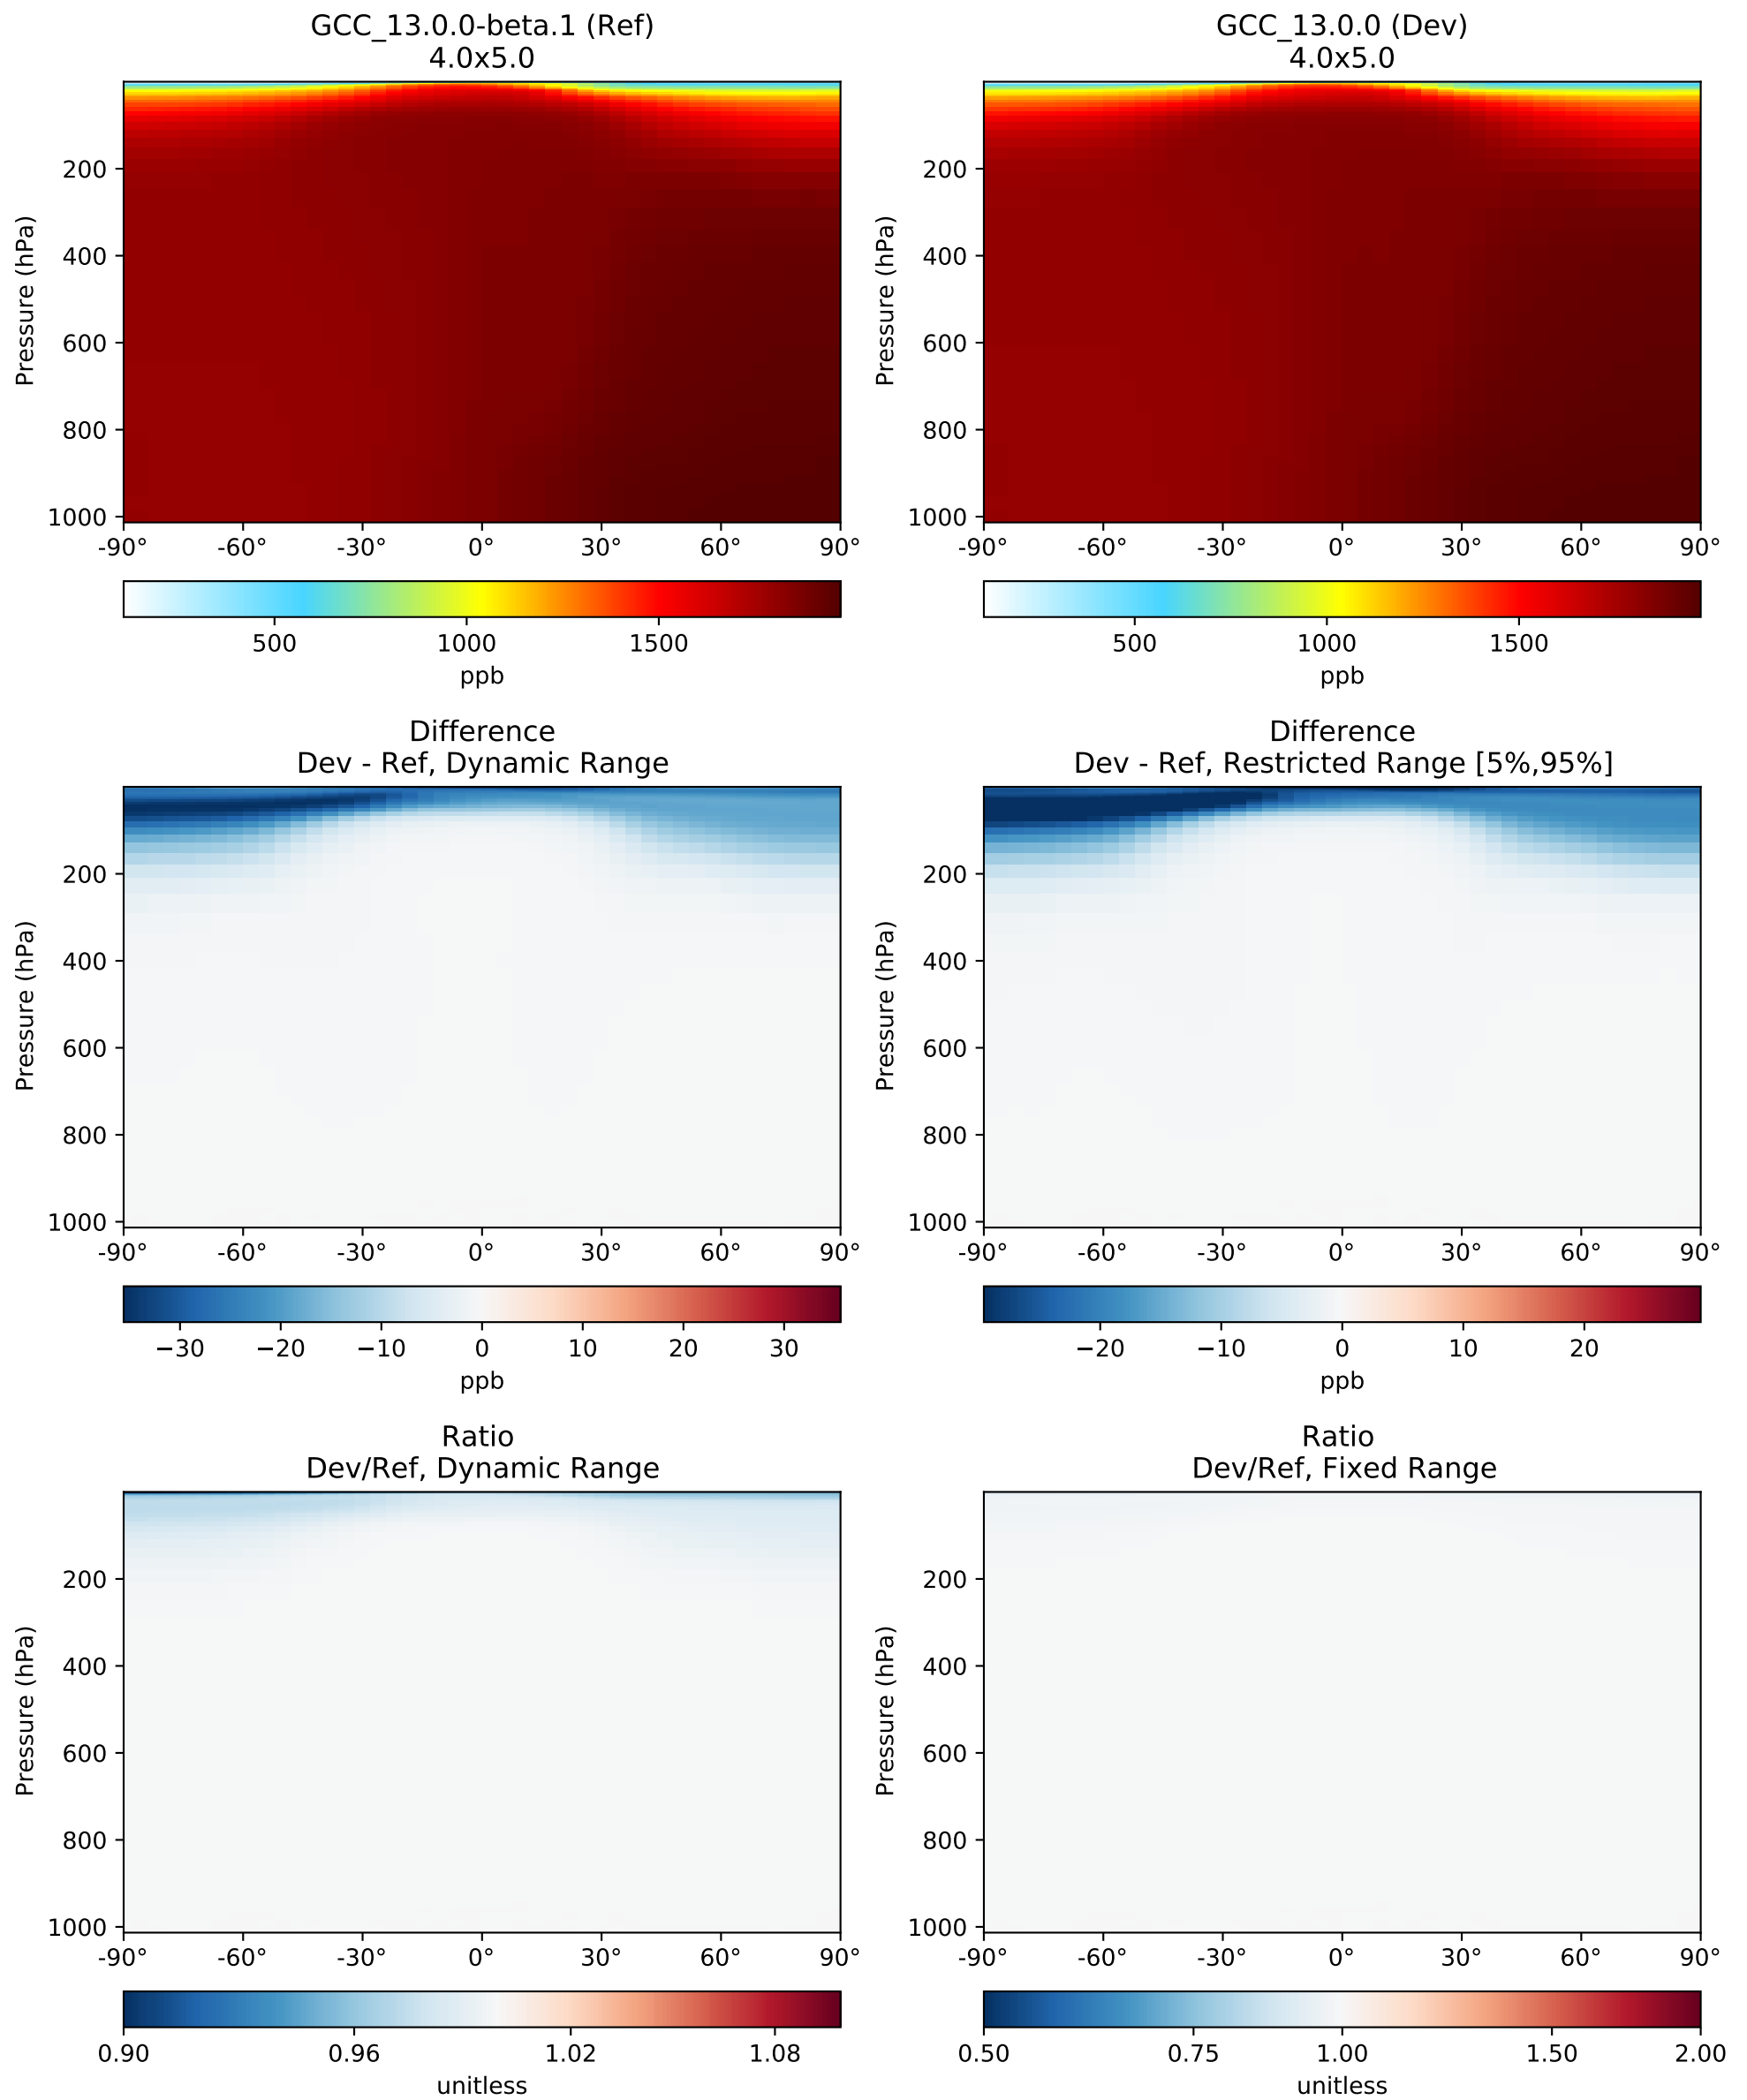 GCC_13.0.0-beta.1 (Ref)
4.0x5.0
Pressure (hPa)
200
400
600
800
1000
-90° -60° -30° 0° 30° 60° 90°
500 1000 1500
ppb
GCC_13.0.0 (Dev)
4.0x5.0
Pressure (hPa)
200
400
600
800
1000
-90° -60° -30° 0° 30° 60° 90°
500 1000 1500
ppb
Difference
Dev - Ref, Dynamic Range
Pressure (hPa)
200
400
600
800
1000
-90° -60° -30° 0° 30° 60° 90°
−30 −20 −10 0 10 20 30
ppb
Difference
Dev - Ref, Restricted Range [5%,95%]
Pressure (hPa)
200
400
600
800
1000
-90° -60° -30° 0° 30° 60° 90°
−20 −10 0 10 20
ppb
Ratio
Dev/Ref, Dynamic Range
Pressure (hPa)
200
400
600
800
1000
-90° -60° -30° 0° 30° 60° 90°
0.90 0.96 1.02 1.08
unitless
Ratio
Dev/Ref, Fixed Range
Pressure (hPa)
200
400
600
800
1000
-90° -60° -30° 0° 30° 60° 90°
0.50 0.75 1.00 1.50 2.00
unitless